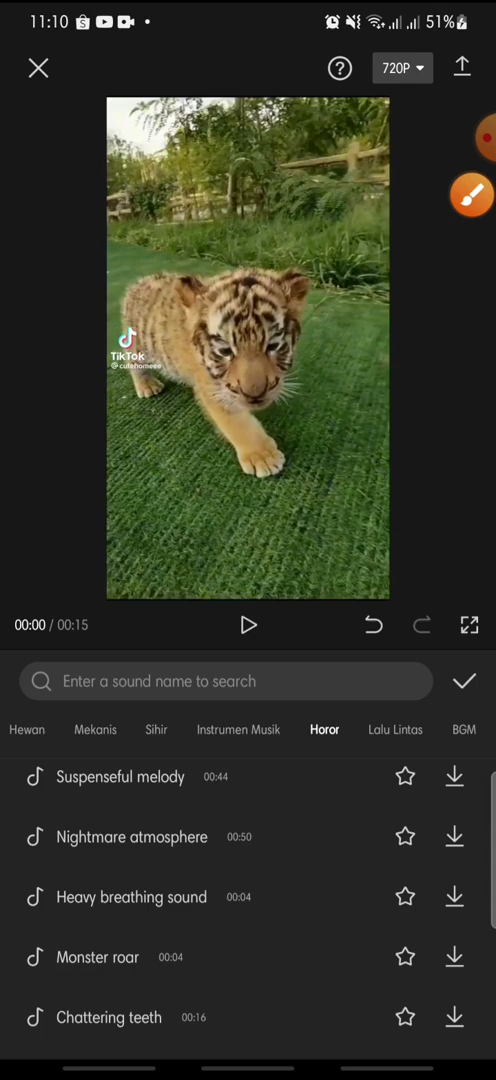 11:10 51%
720P
TikTok
@cutehomeee
00:00 / 00:15
Enter a sound name to search
Hewan Mekanis Sihir Instrumen Musik Horor Lalu Lintas BGM
Suspenseful melody 00:44
Nightmare atmosphere 00:50
Heavy breathing sound 00:04
Monster roar 00:04
Chattering teeth 00:16